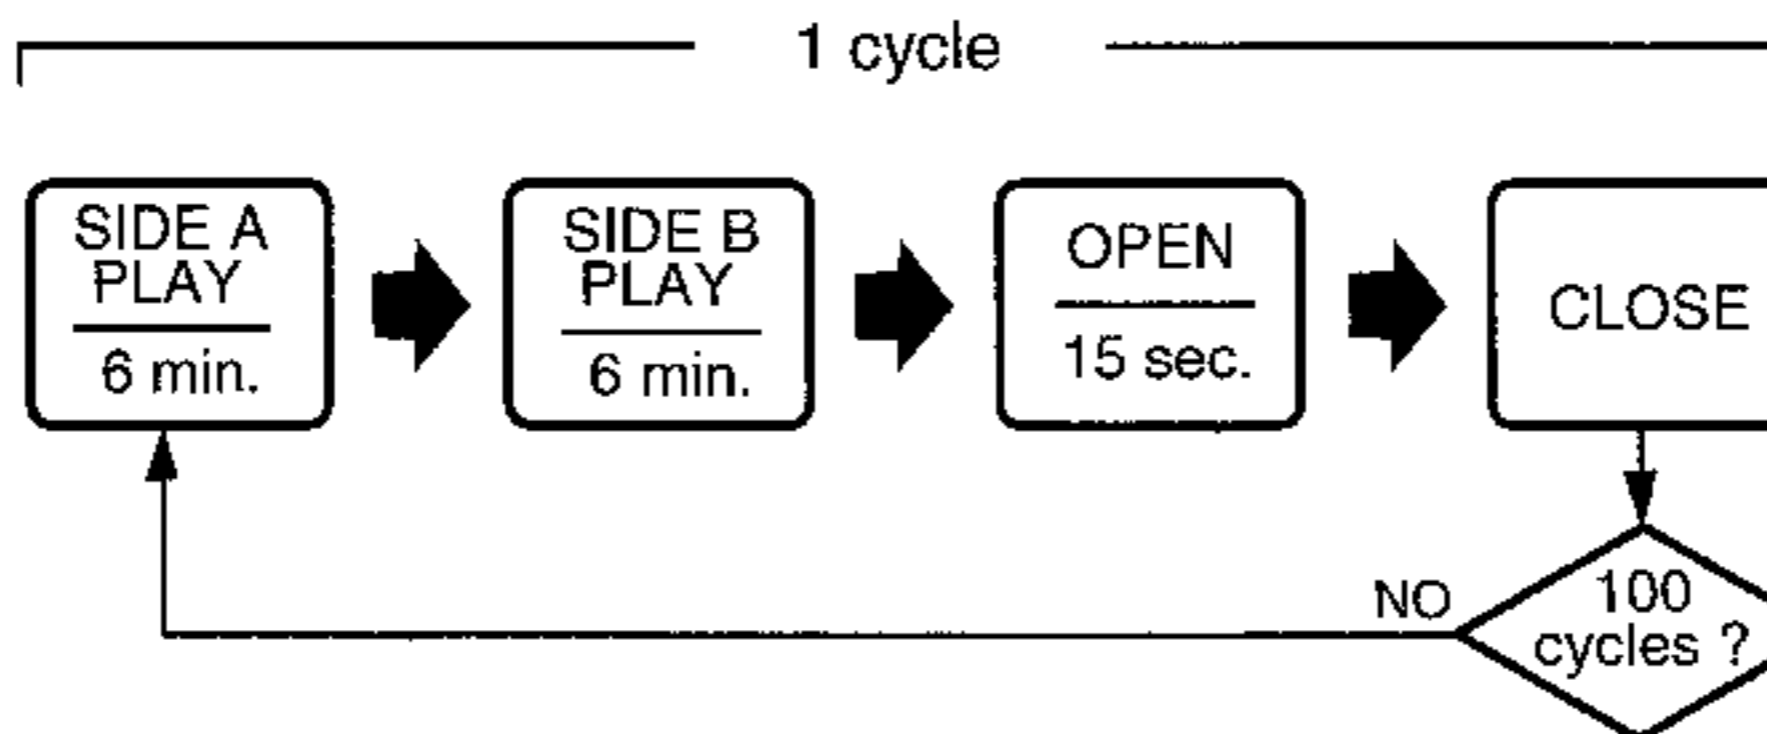 1 cycle
SIDE A
PLAY
6 min.
SIDE B
PLAY
6 min.
OPEN
15 sec.
CLOSE
NO
100
cycles ?